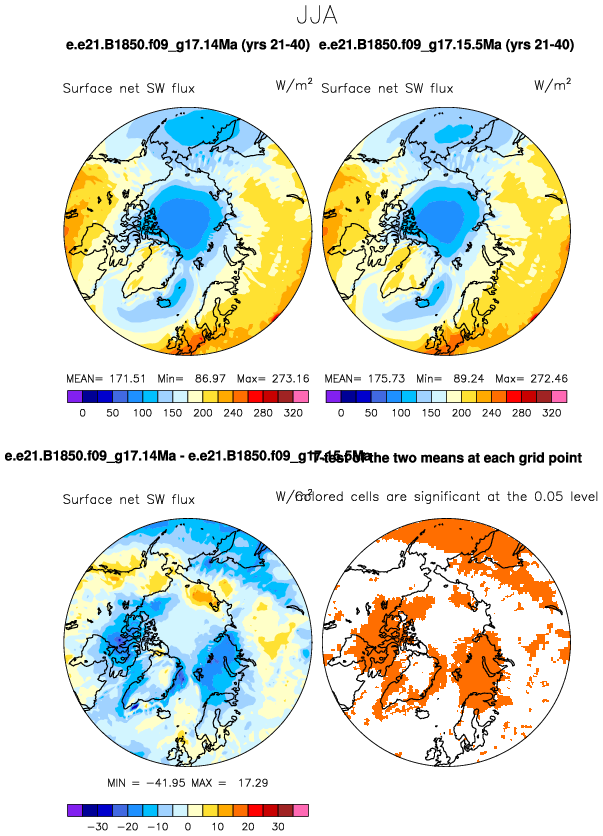 JJA
e.e21.B1850.f09_g17.14Ma (yrs 21-40) e.e21.B1850.f09_g17.15.5Ma (yrs 21-40)
Surface net SW flux W/m² Surface net SW flux W/m²
MEAN= 171.51 Min= 86.97 Max= 273.16 MEAN= 175.73 Min= 89.24 Max= 272.46
0 50 100 150 200 240 280 320 0 50 100 150 200 240 280 320
e.e21.B1850.f09_g17.14Ma - e.e21.B1850.f09_g17.15.5Ma T-test of the two means at each grid point
Surface net SW flux W/m² Colored cells are significant at the 0.05 level
MIN = -41.95 MAX = 17.29
-30 -20 -10 0 10 20 30